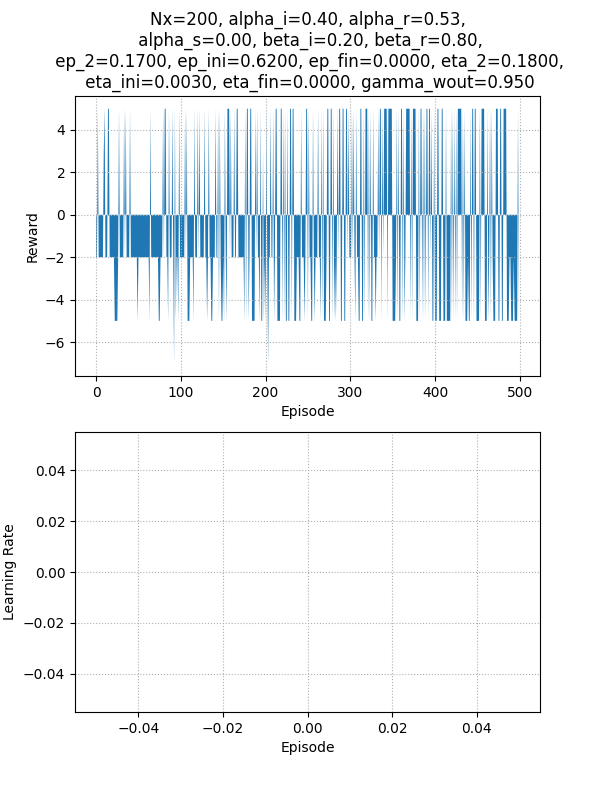 Nx=200, alpha_i=0.40, alpha_r=0.53,
alpha_s=0.00, beta_i=0.20, beta_r=0.80,
ep_2=0.1700, ep_ini=0.6200, ep_fin=0.0000, eta_2=0.1800,
eta_ini=0.0030, eta_fin=0.0000, gamma_wout=0.950
4
2
0
−2
−4
−6
Reward
0 100 200 300 400 500
Episode
0.04
0.02
0.00
−0.02
−0.04
Learning Rate
−0.04 −0.02 0.00 0.02 0.04
Episode